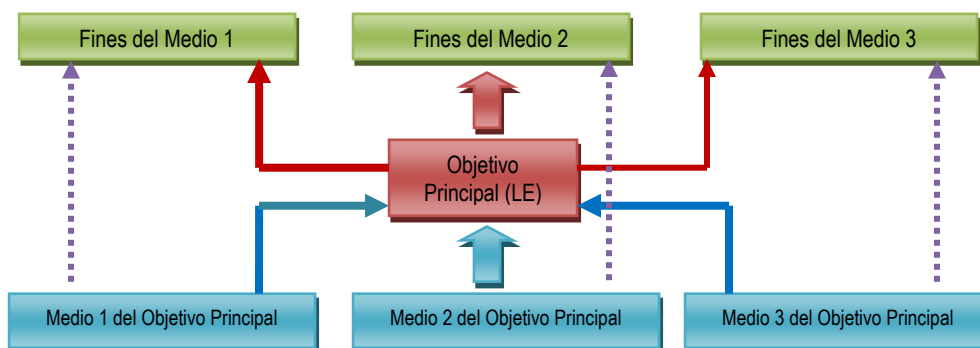 Fines del Medio 1
Fines del Medio 2
Fines del Medio 3
Objetivo
Principal (LE)
Medio 1 del Objetivo Principal
Medio 2 del Objetivo Principal
Medio 3 del Objetivo Principal